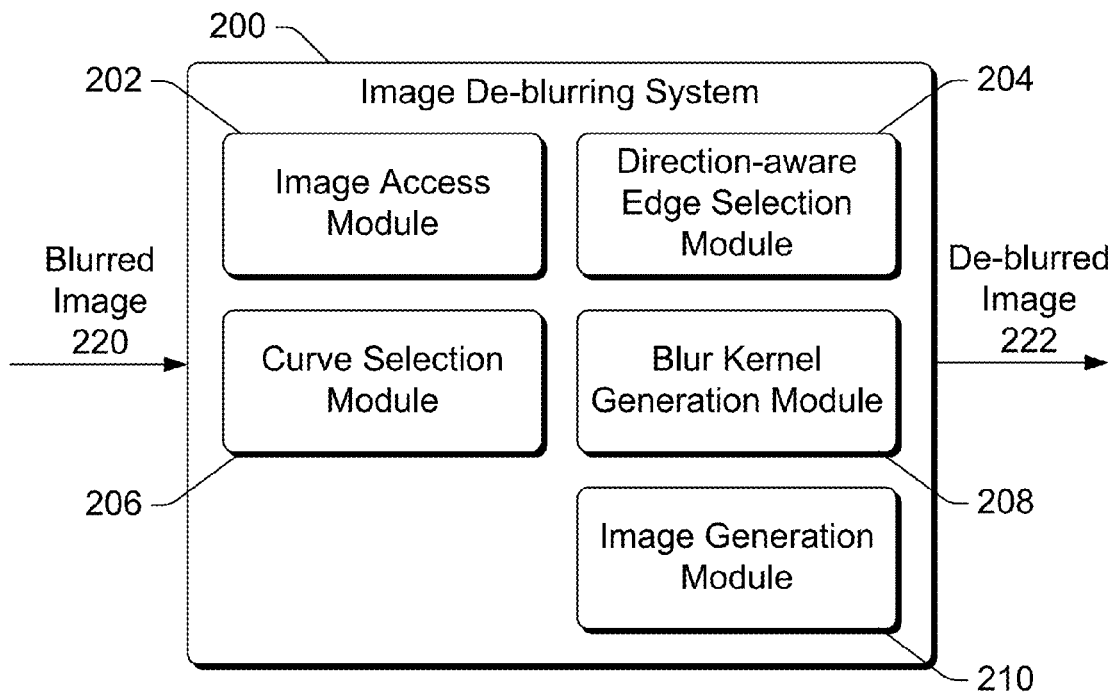 200
202
Image De-blurring System
204
Image Access
Module
Direction-aware
Edge Selection
Module
Blurred
Image
220
De-blurred
Image
222
Curve Selection
Module
Blur Kernel
Generation Module
206
208
Image Generation
Module
210